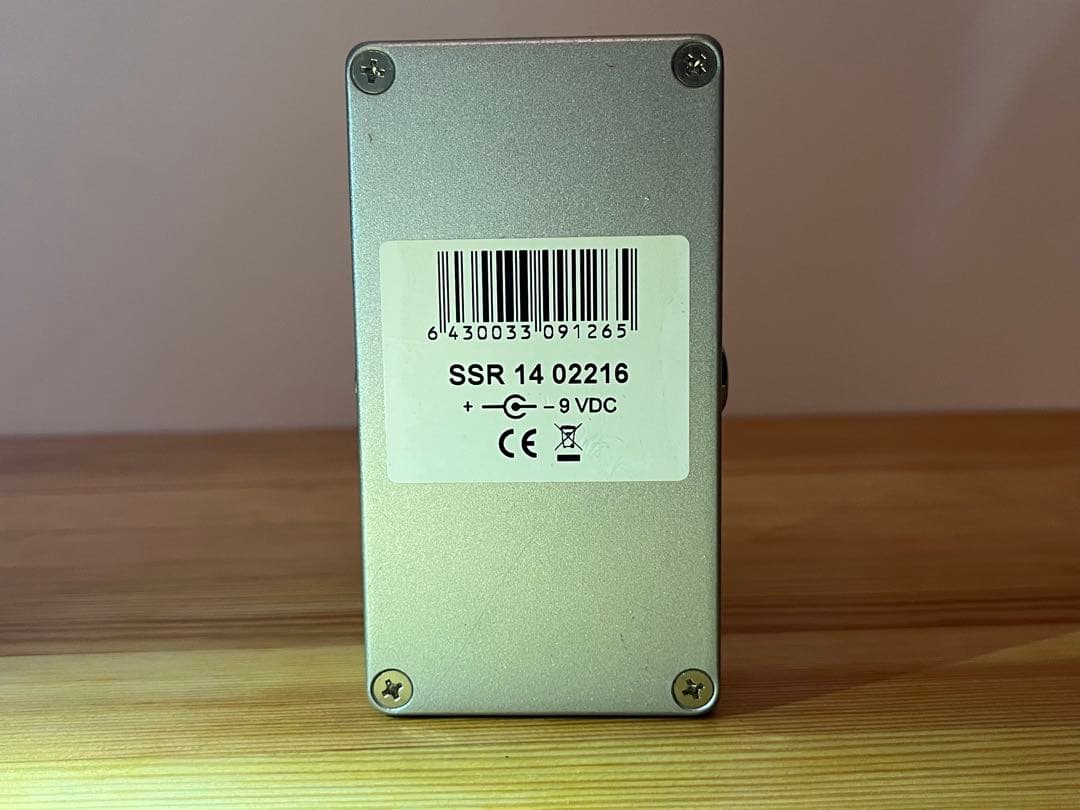 6 430033 091265
SSR 14 02216
+ – 9 VDC
CE